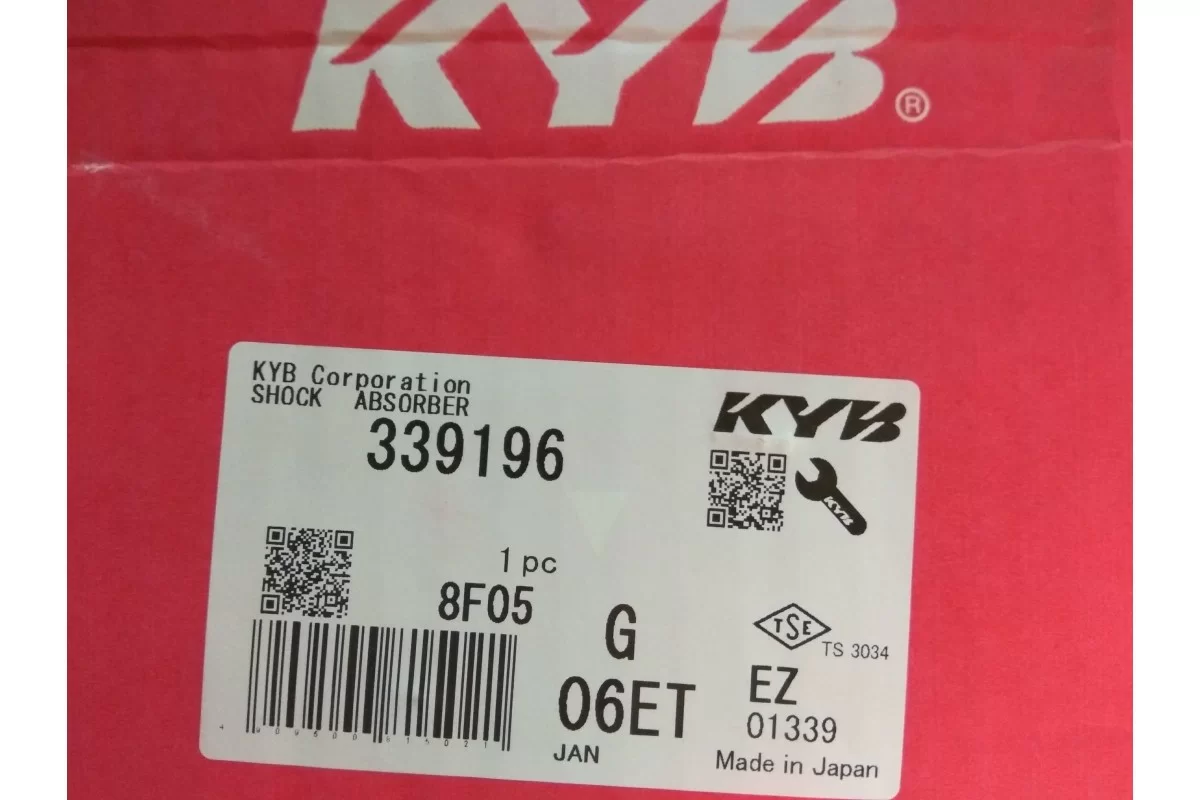 KYB®
KYB Corporation
SHOCK ABSORBER
339196
KYB
KYB
1 pc
8F05
G
TSE
TS 3034
06ET
EZ
01339
JAN
Made in Japan